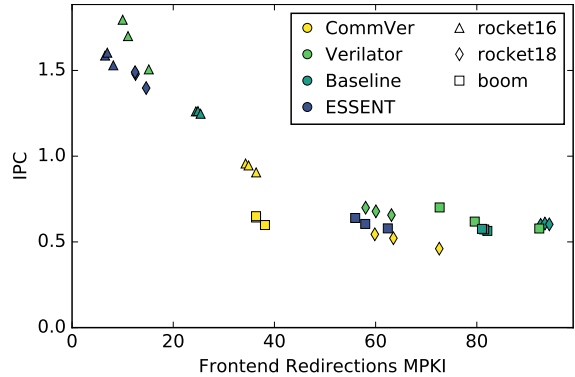 CommVer rocket16
Verilator rocket18
Baseline boom
ESSENT
1.5
1.0
0.5
0.0
IPC
0 20 40 60 80
Frontend Redirections MPKI